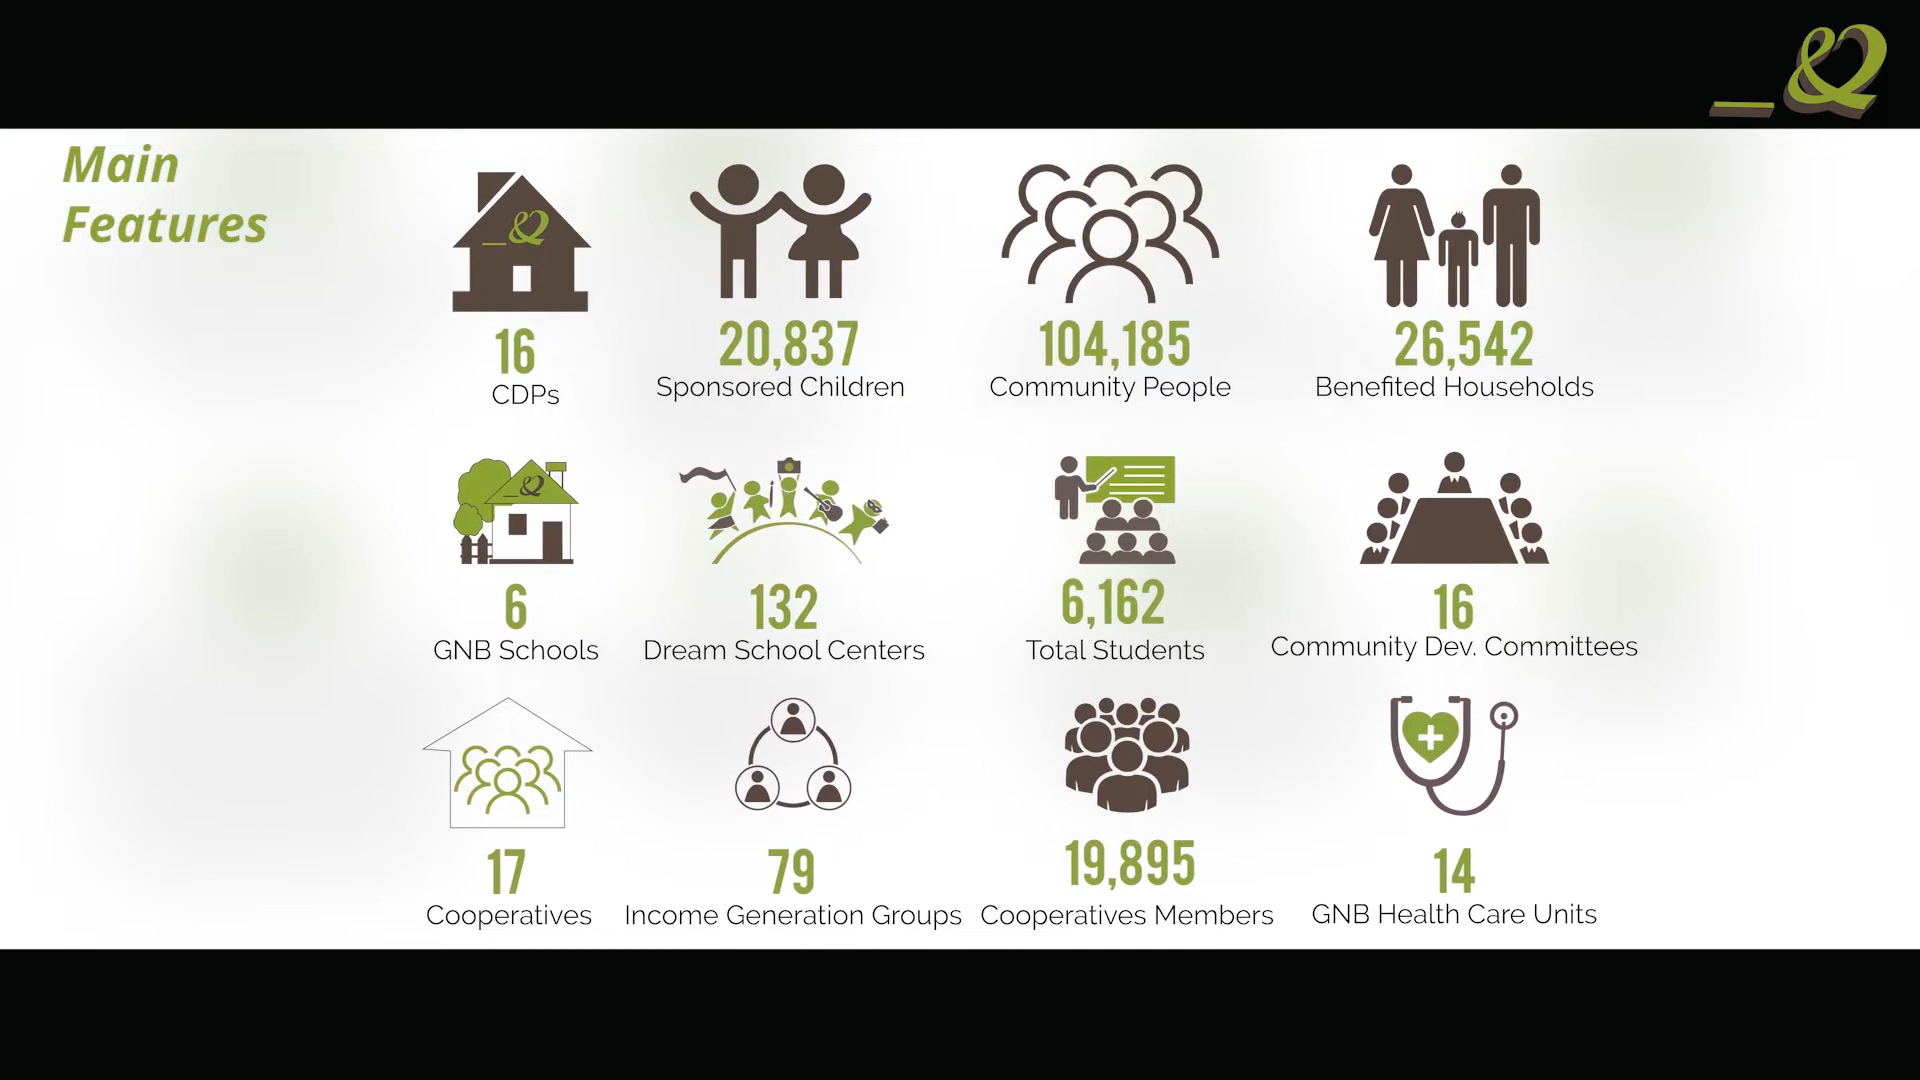 _&
Main
Features
_&
16
CDPs
20,837
Sponsored Children
104,185
Community People
26,542
Benefited Households
_&
6
GNB Schools
132
Dream School Centers
6,162
Total Students
16
Community Dev. Committees
17
Cooperatives
79
Income Generation Groups
19,895
Cooperatives Members
14
GNB Health Care Units